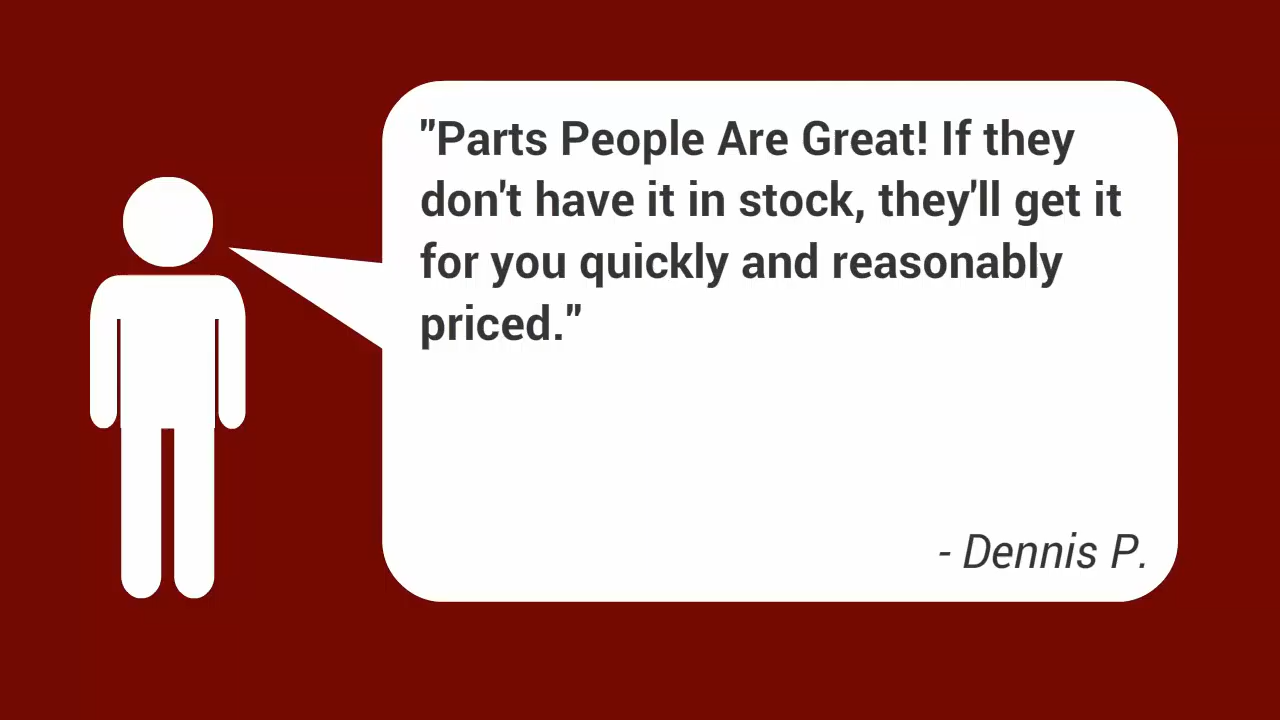 "Parts People Are Great! If they
don't have it in stock, they'll get it
for you quickly and reasonably
priced."
- Dennis P.